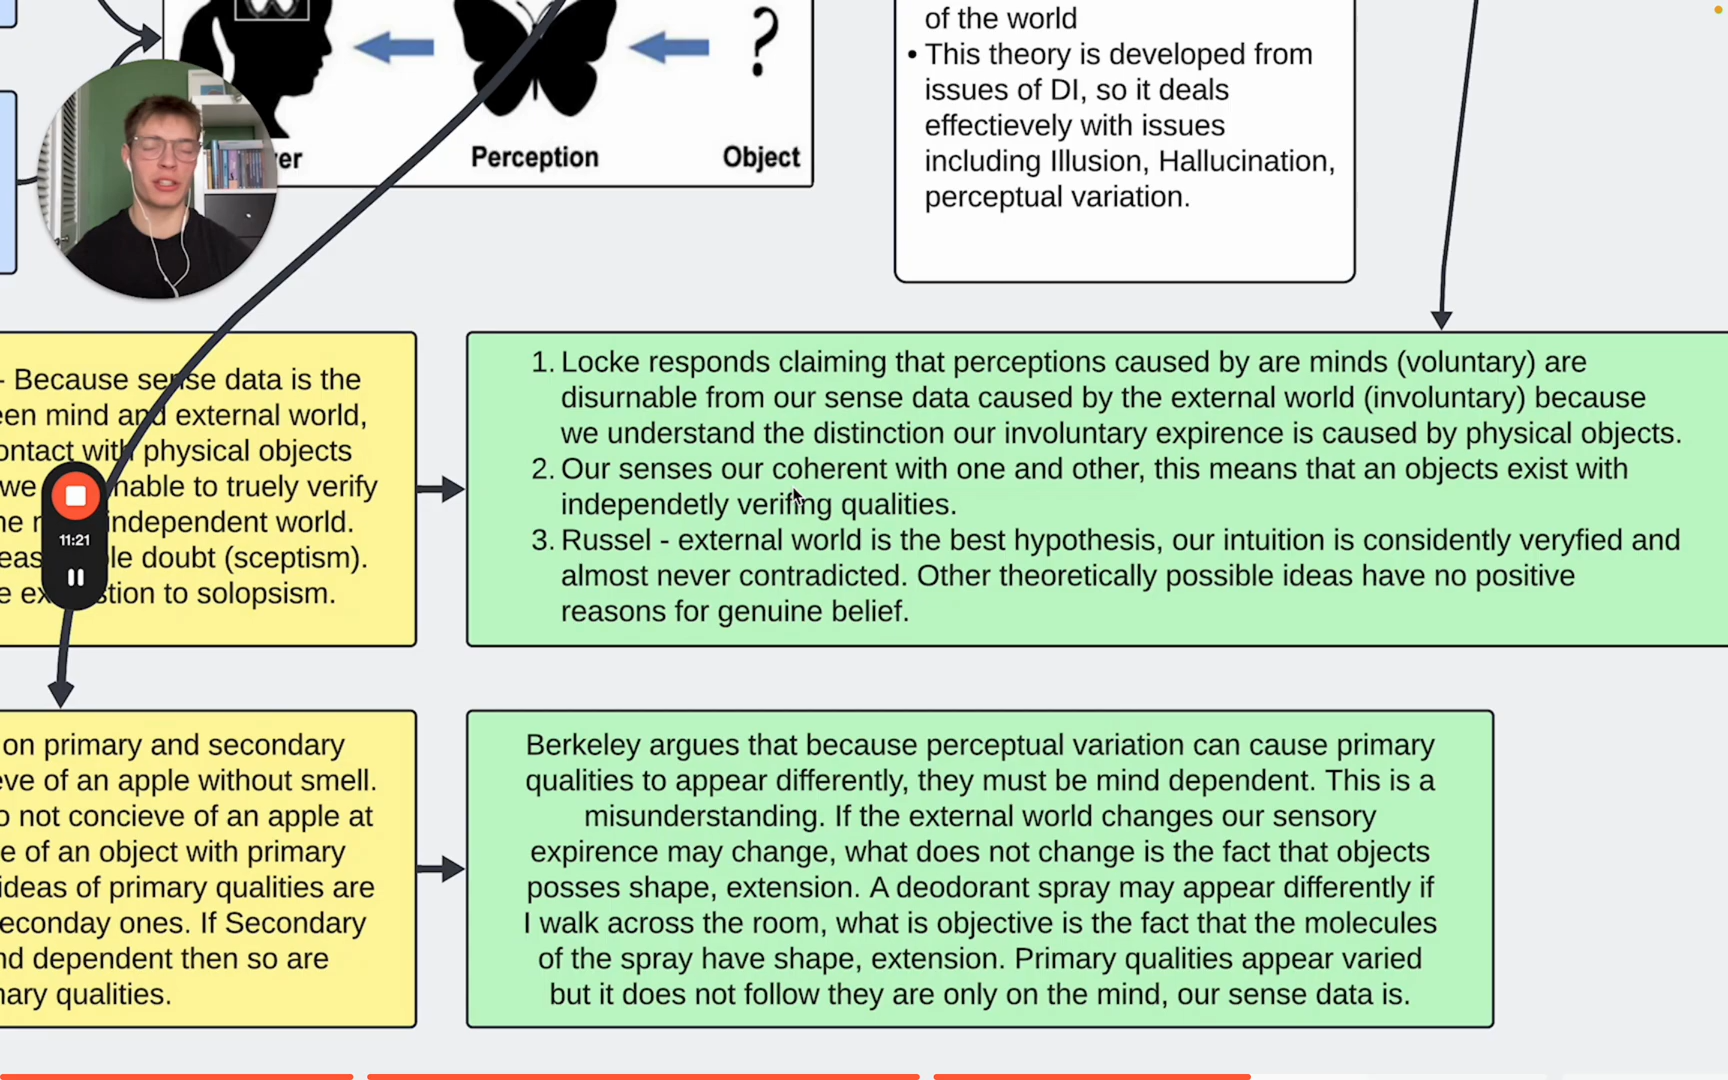 er
Perception
Object
of the world
• This theory is developed from
issues of DI, so it deals
effectievely with issues
including Illusion, Hallucination,
perceptual variation.
- Because sense data is the
een mind and external world,
ontact with physical objects
we nable to truely verify
he independent world.
eas le doubt (sceptism).
e ex stion to solopsism.
11:21
1. Locke responds claiming that perceptions caused by are minds (voluntary) are
disurnable from our sense data caused by the external world (involuntary) because
we understand the distinction our involuntary expirence is caused by physical objects.
2. Our senses our coherent with one and other, this means that an objects exist with
independetly verifing qualities.
3. Russel - external world is the best hypothesis, our intuition is considently veryfied and
almost never contradicted. Other theoretically possible ideas have no positive
reasons for genuine belief.
on primary and secondary
eve of an apple without smell.
o not concieve of an apple at
e of an object with primary
ideas of primary qualities are
econday ones. If Secondary
nd dependent then so are
nary qualities.
Berkeley argues that because perceptual variation can cause primary
qualities to appear differently, they must be mind dependent. This is a
misunderstanding. If the external world changes our sensory
expirence may change, what does not change is the fact that objects
posses shape, extension. A deodorant spray may appear differently if
I walk across the room, what is objective is the fact that the molecules
of the spray have shape, extension. Primary qualities appear varied
but it does not follow they are only on the mind, our sense data is.